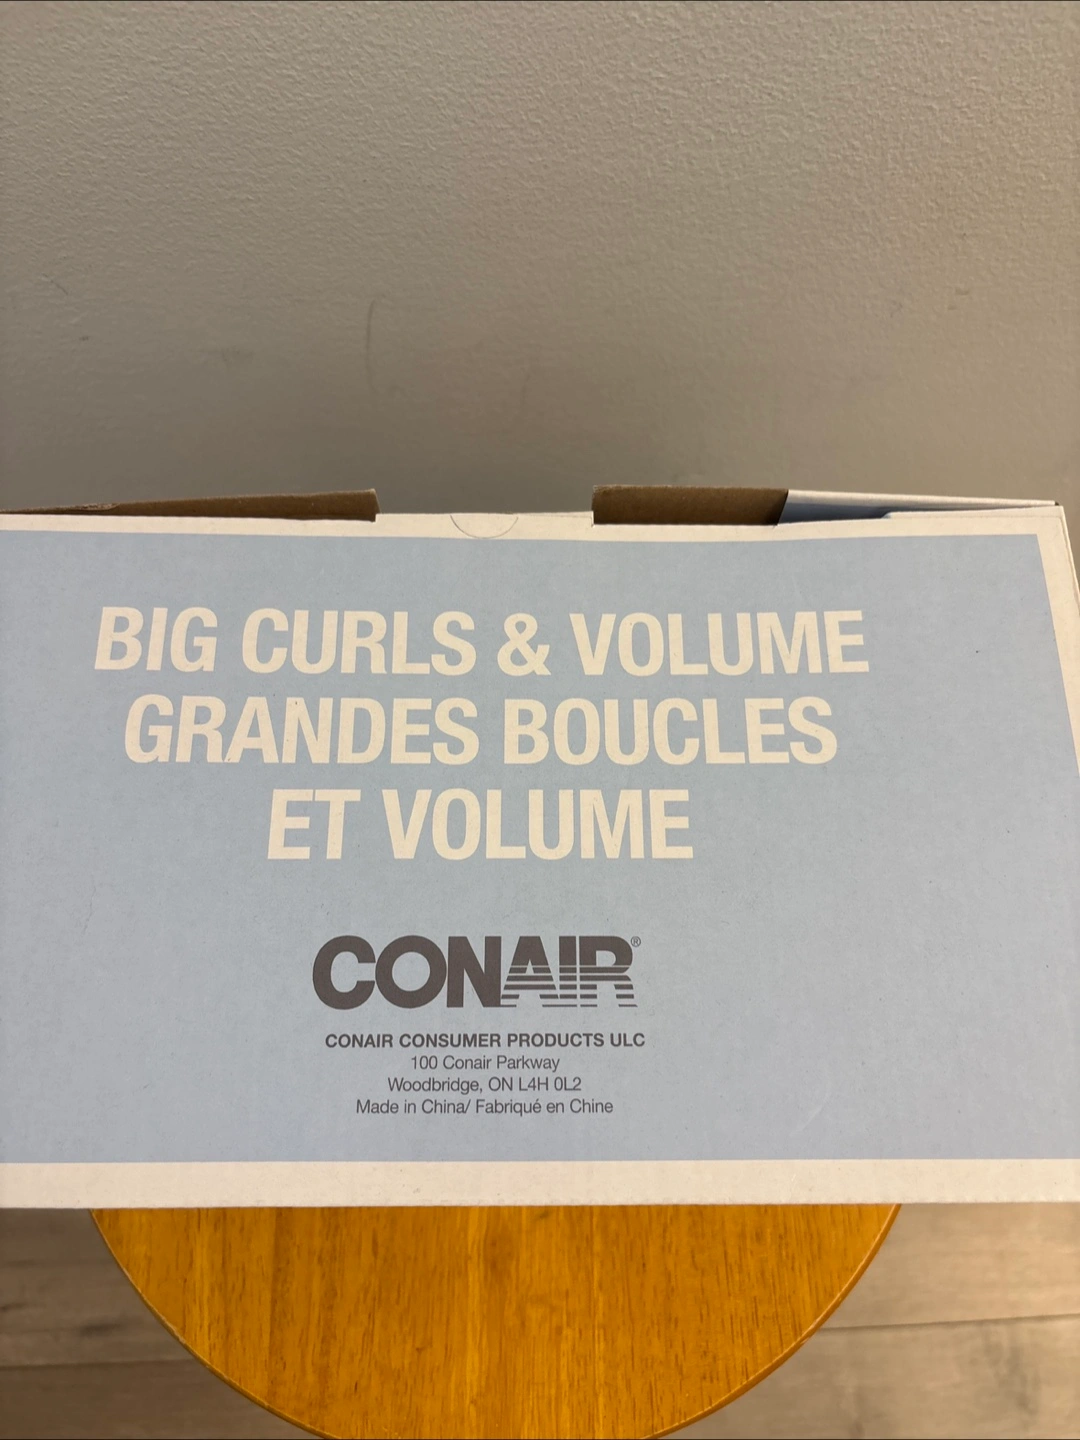 BIG CURLS & VOLUME
GRANDES BOUCLES
ET VOLUME
CONAIR®
CONAIR CONSUMER PRODUCTS ULC
100 Conair Parkway
Woodbridge, ON L4H 0L2
Made in China/ Fabriqué en Chine